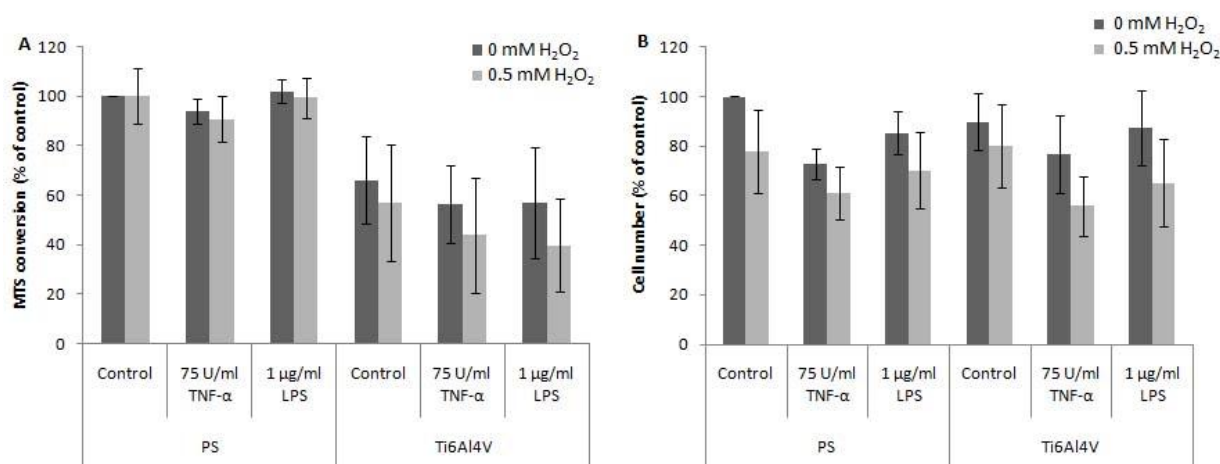 A
MTS conversion (% of control)
120
100
80
60
40
20
0
0 mM H₂O₂
0.5 mM H₂O₂
Control
75 U/ml
TNF-α
1 µg/ml
LPS
Control
75 U/ml
TNF-α
1 µg/ml
LPS
PS
Ti6Al4V
B
Cell number (% of control)
120
100
80
60
40
20
0
0 mM H₂O₂
0.5 mM H₂O₂
Control
75 U/ml
TNF-α
1 µg/ml
LPS
Control
75 U/ml
TNF-α
1 µg/ml
LPS
PS
Ti6Al4V